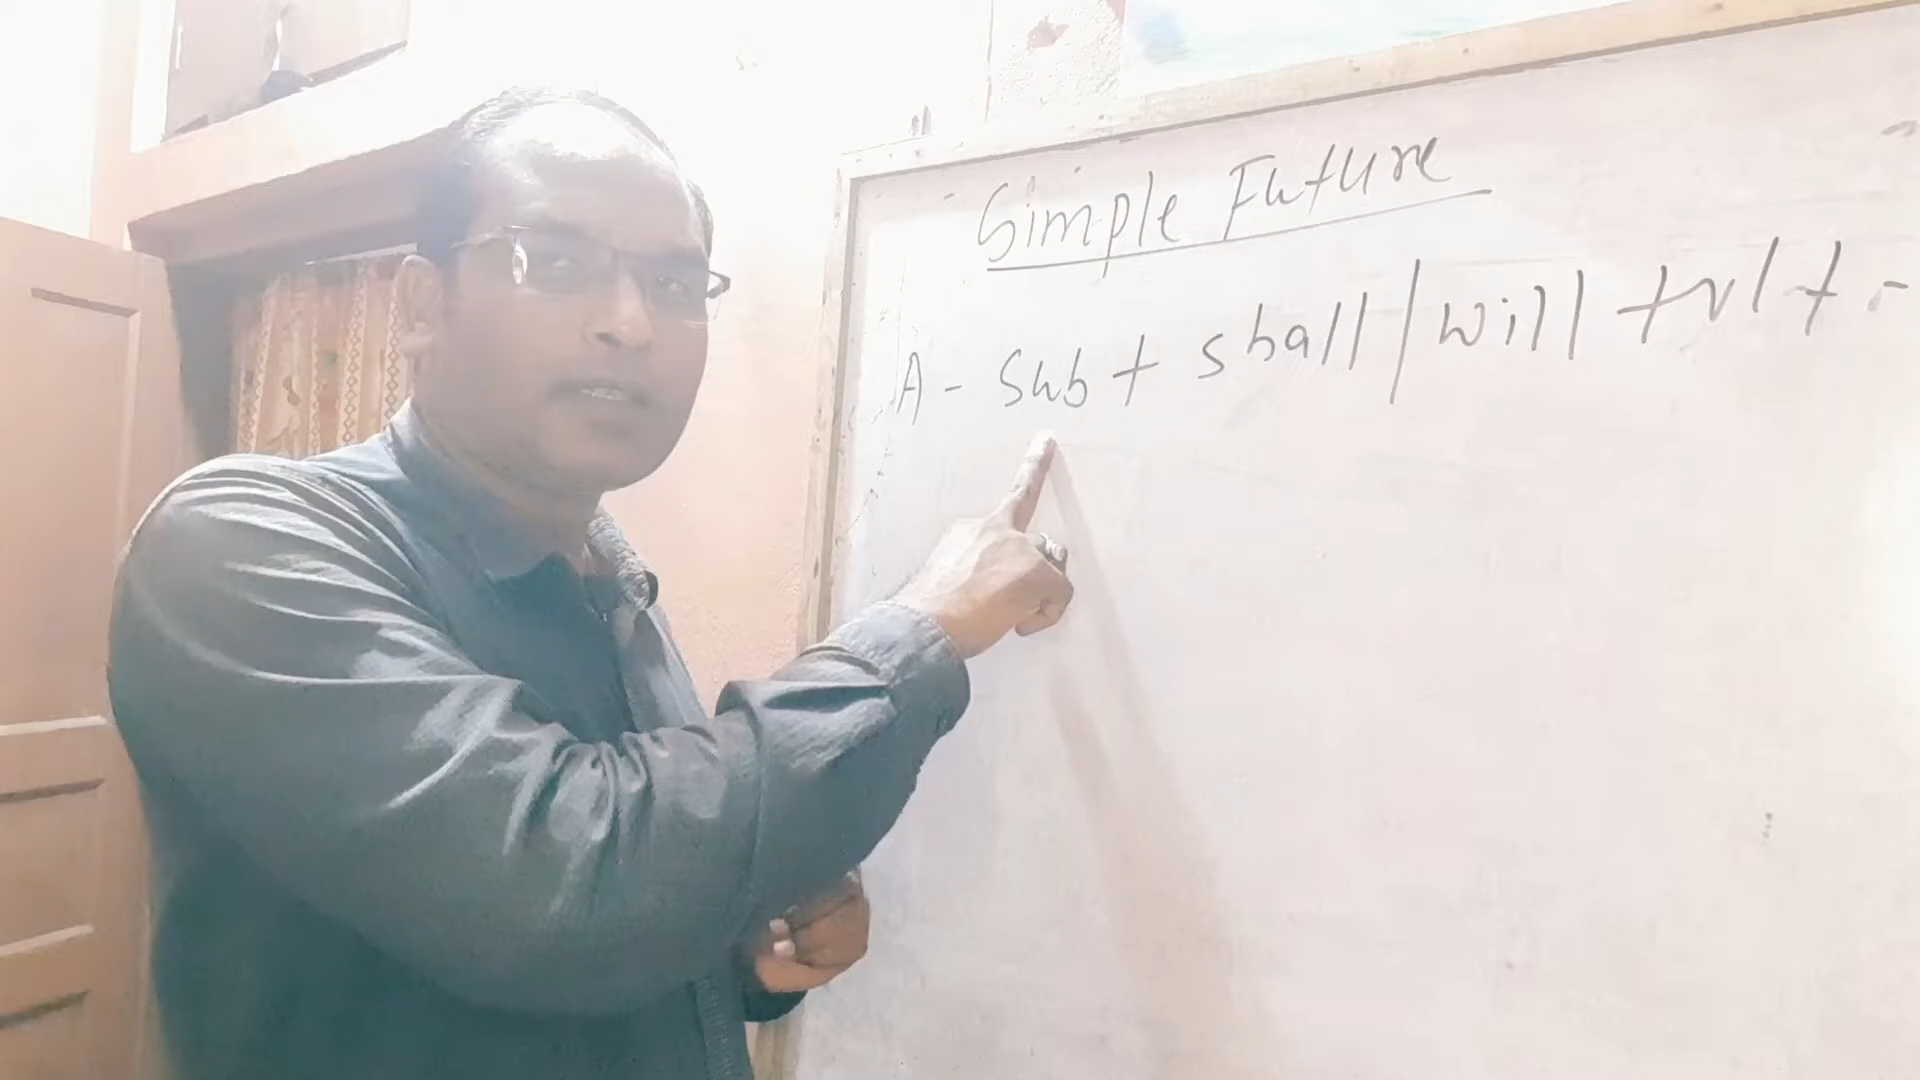 Simple Future
A - Sub + shall / will + v1 + -